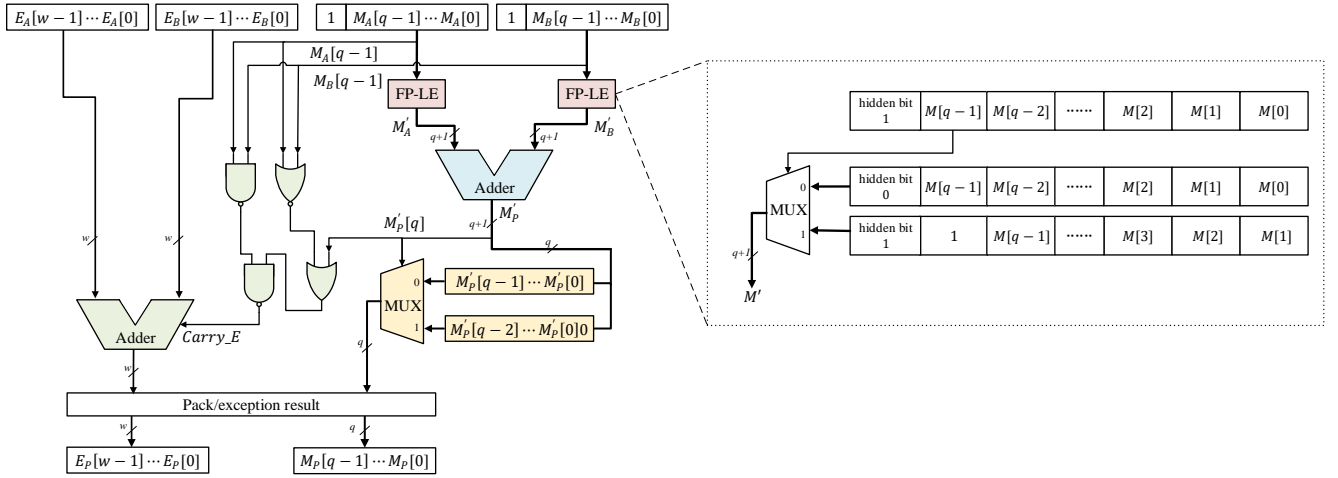 E_A[w − 1] ⋯ E_A[0]
E_B[w − 1] ⋯ E_B[0]
1
M_A[q − 1] ⋯ M_A[0]
1
M_B[q − 1] ⋯ M_B[0]
M_A[q − 1]
M_B[q − 1]
FP-LE
FP-LE
M'_A
q+1
q+1
M'_B
Adder
M'_P
q+1
M'_P[q]
q
w
w
MUX
0
1
M'_P[q − 1] ⋯ M'_P[0]
M'_P[q − 2] ⋯ M'_P[0]0
Adder
Carry_E
w
q
Pack/exception result
w
q
E_P[w − 1] ⋯ E_P[0]
M_P[q − 1] ⋯ M_P[0]
hidden bit
1
M[q − 1]
M[q − 2]
⋯⋯
M[2]
M[1]
M[0]
MUX
0
1
hidden bit
0
M[q − 1]
M[q − 2]
⋯⋯
M[2]
M[1]
M[0]
hidden bit
1
1
M[q − 1]
⋯⋯
M[3]
M[2]
M[1]
q+1
M'